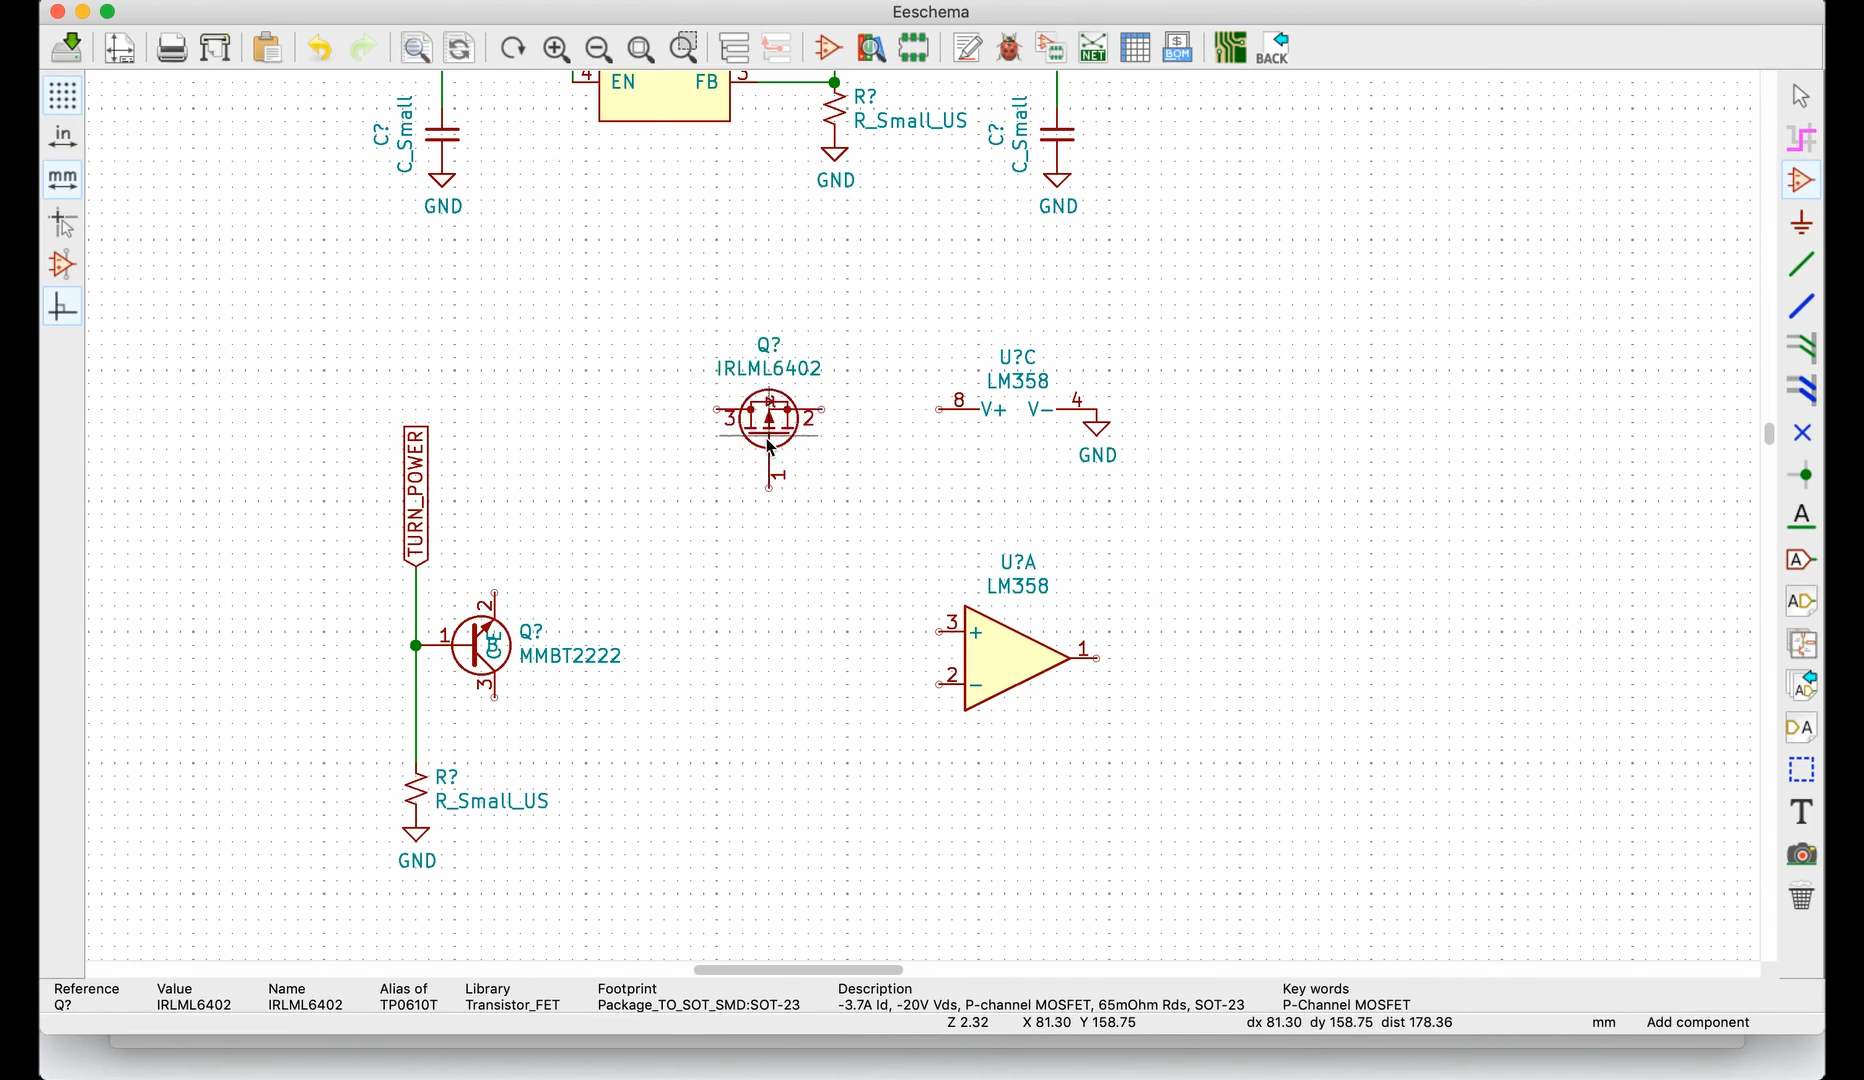 Eeschema
NET
BOM
BACK
in
mm
4 EN FB 3
R?
R_Small_US
C?
C_Small
GND
GND
C?
C_Small
GND
Q?
IRLML6402
3 2
1
U?C
LM358
8 V+ V- 4
GND
TURN_POWER
U?A
LM358
3 +
2 -
1
1 2 3
B C E
Q?
MMBT2222
R?
R_Small_US
GND
A
A
A
A
A
T
Reference Value Name Alias of Library Footprint Description Key words
Q? IRLML6402 IRLML6402 TP0610T Transistor_FET Package_TO_SOT_SMD:SOT-23 -3.7A Id, -20V Vds, P-channel MOSFET, 65mOhm Rds, SOT-23 P-Channel MOSFET
Z 2.32 X 81.30 Y 158.75 dx 81.30 dy 158.75 dist 178.36 mm Add component